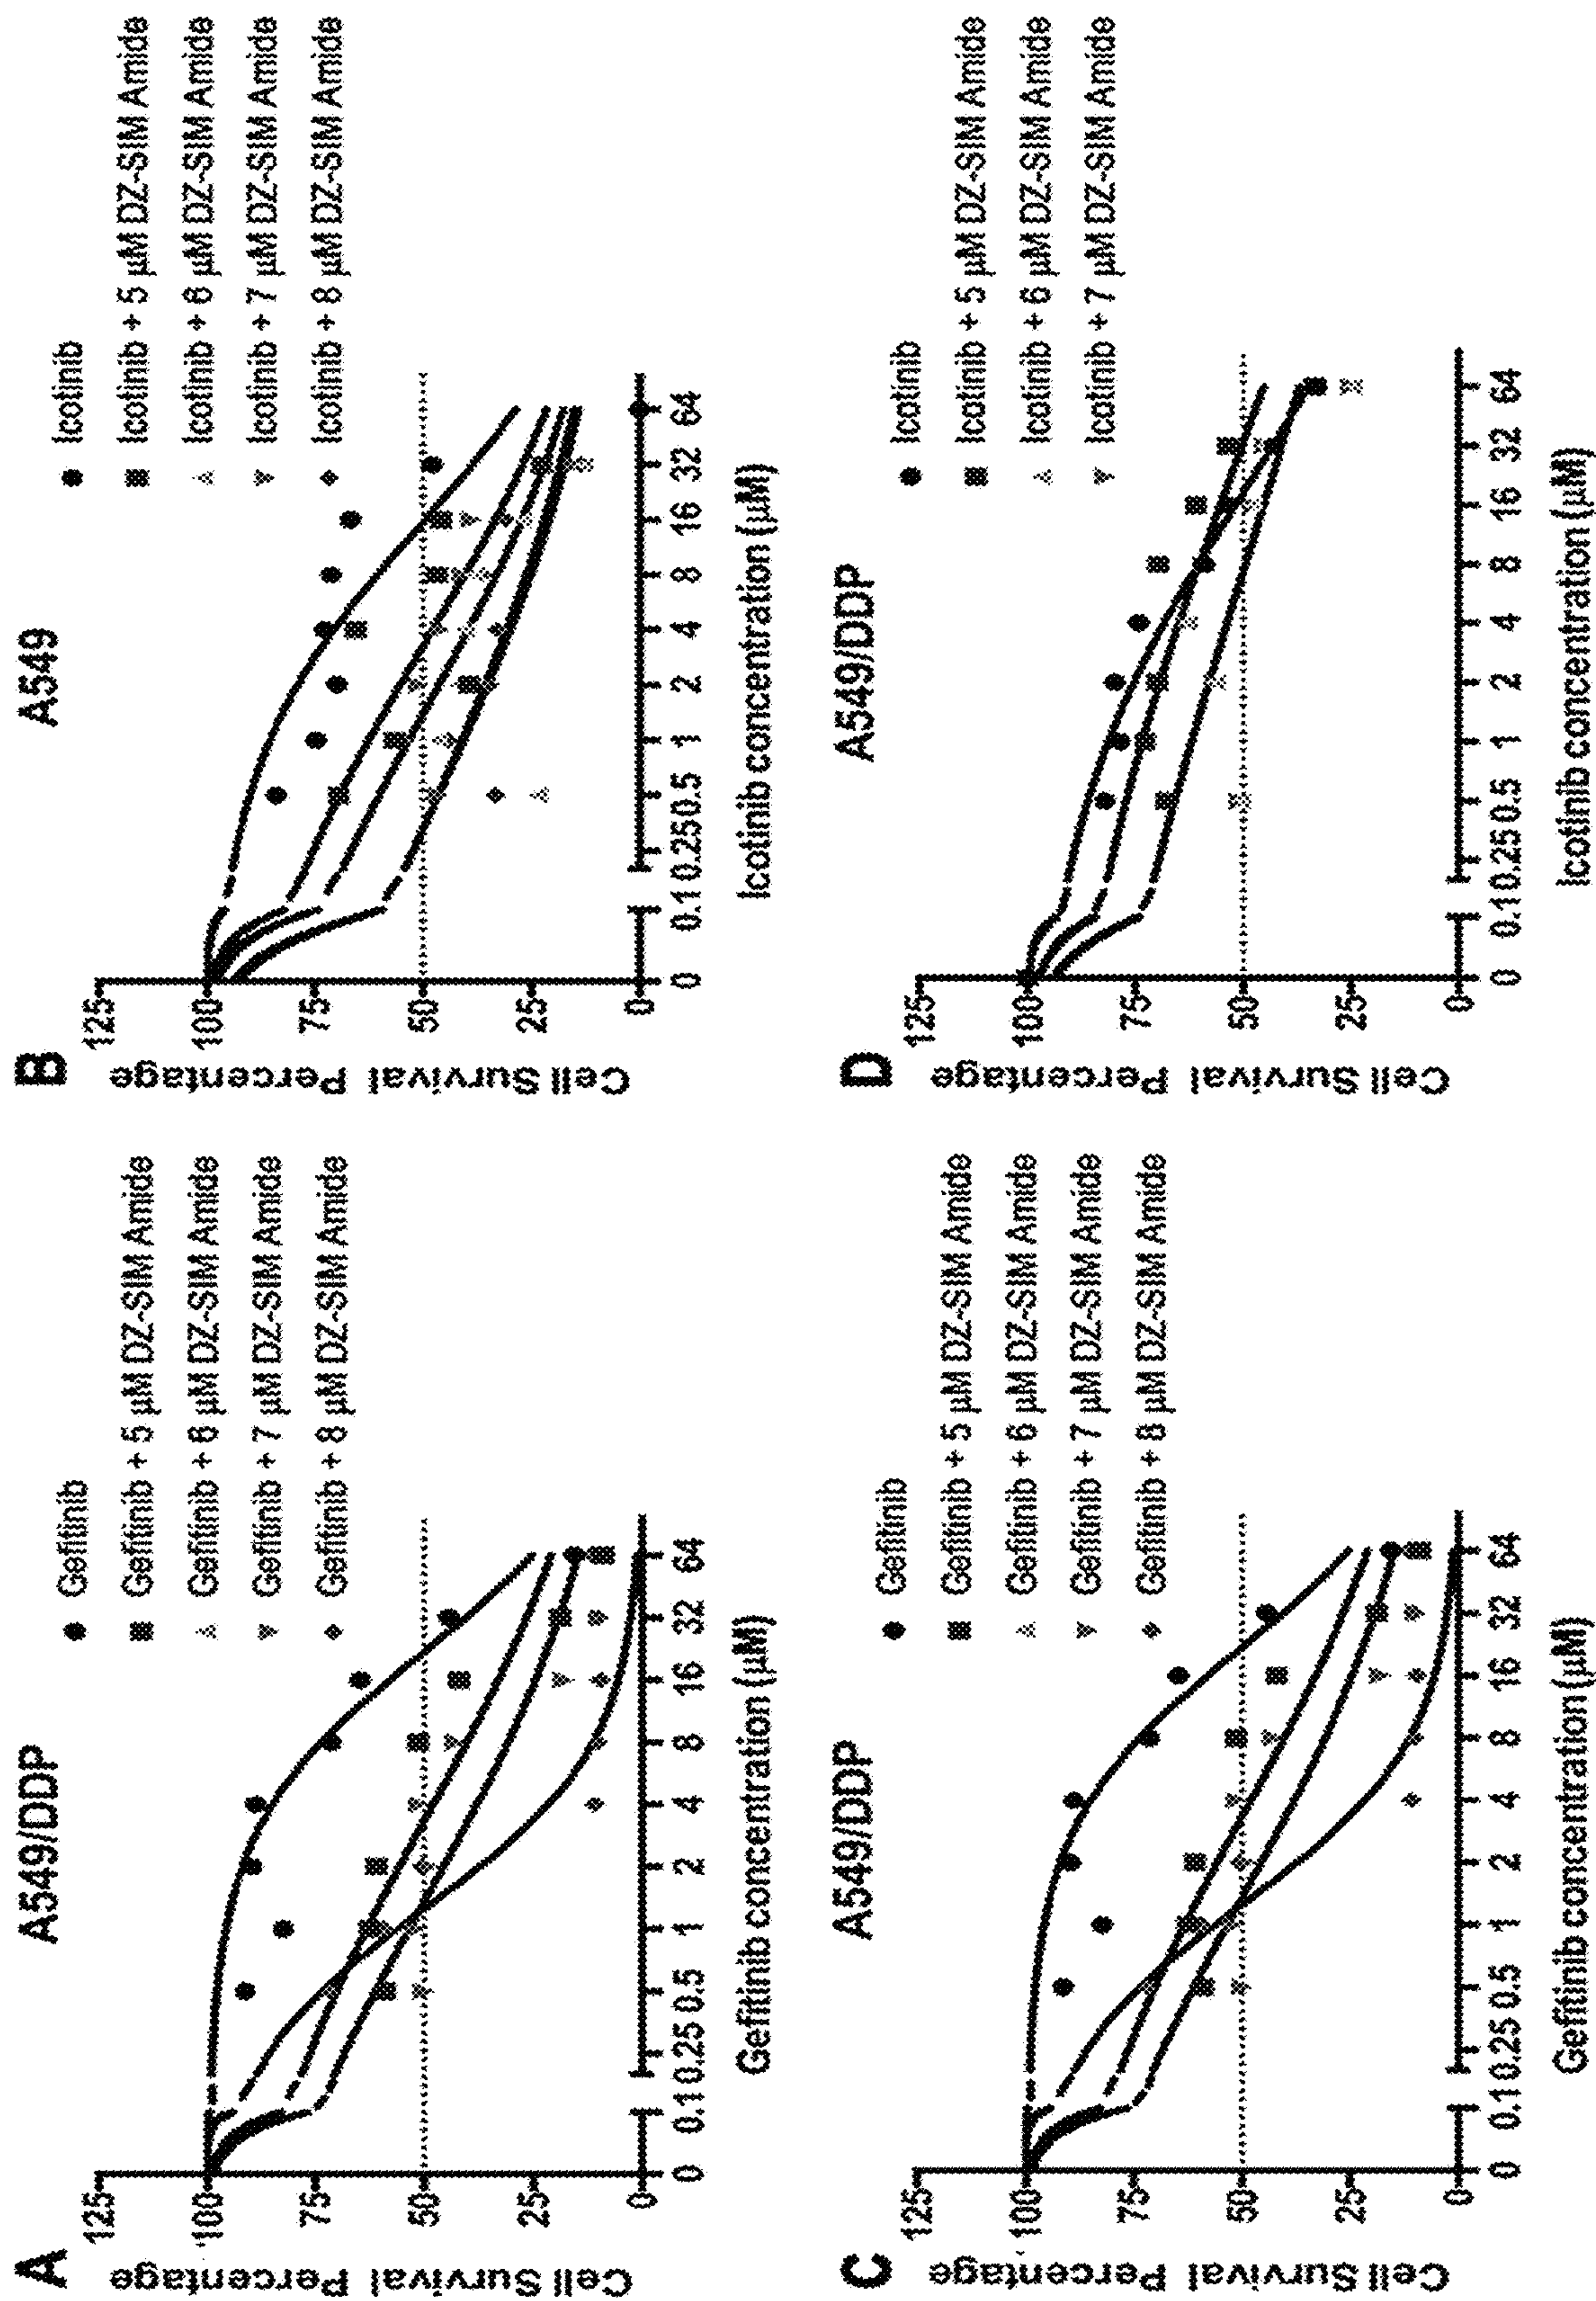 A
A549/DDP
Cell Survival Percentage
125
100
75
50
25
0
0 0.1 0.25 0.5 1 2 4 8 16 32 64
Gefitinib concentration (µM)
Gefitinib
Gefitinib + 5 µM DZ-SIM Amide
Gefitinib + 6 µM DZ-SIM Amide
Gefitinib + 7 µM DZ-SIM Amide
Gefitinib + 8 µM DZ-SIM Amide
B
A549
Cell Survival Percentage
125
100
75
50
25
0
0 0.1 0.25 0.5 1 2 4 8 16 32 64
Icotinib concentration (µM)
Icotinib
Icotinib + 5 µM DZ-SIM Amide
Icotinib + 6 µM DZ-SIM Amide
Icotinib + 7 µM DZ-SIM Amide
Icotinib + 8 µM DZ-SIM Amide
C
A549/DDP
Cell Survival Percentage
125
100
75
50
25
0
0 0.1 0.25 0.5 1 2 4 8 16 32 64
Gefitinib concentration (µM)
Gefitinib
Gefitinib + 5 µM DZ-SIM Amide
Gefitinib + 6 µM DZ-SIM Amide
Gefitinib + 7 µM DZ-SIM Amide
Gefitinib + 8 µM DZ-SIM Amide
D
A549/DDP
Cell Survival Percentage
125
100
75
50
25
0
0 0.1 0.25 0.5 1 2 4 8 16 32 64
Icotinib concentration (µM)
Icotinib
Icotinib + 5 µM DZ-SIM Amide
Icotinib + 6 µM DZ-SIM Amide
Icotinib + 7 µM DZ-SIM Amide